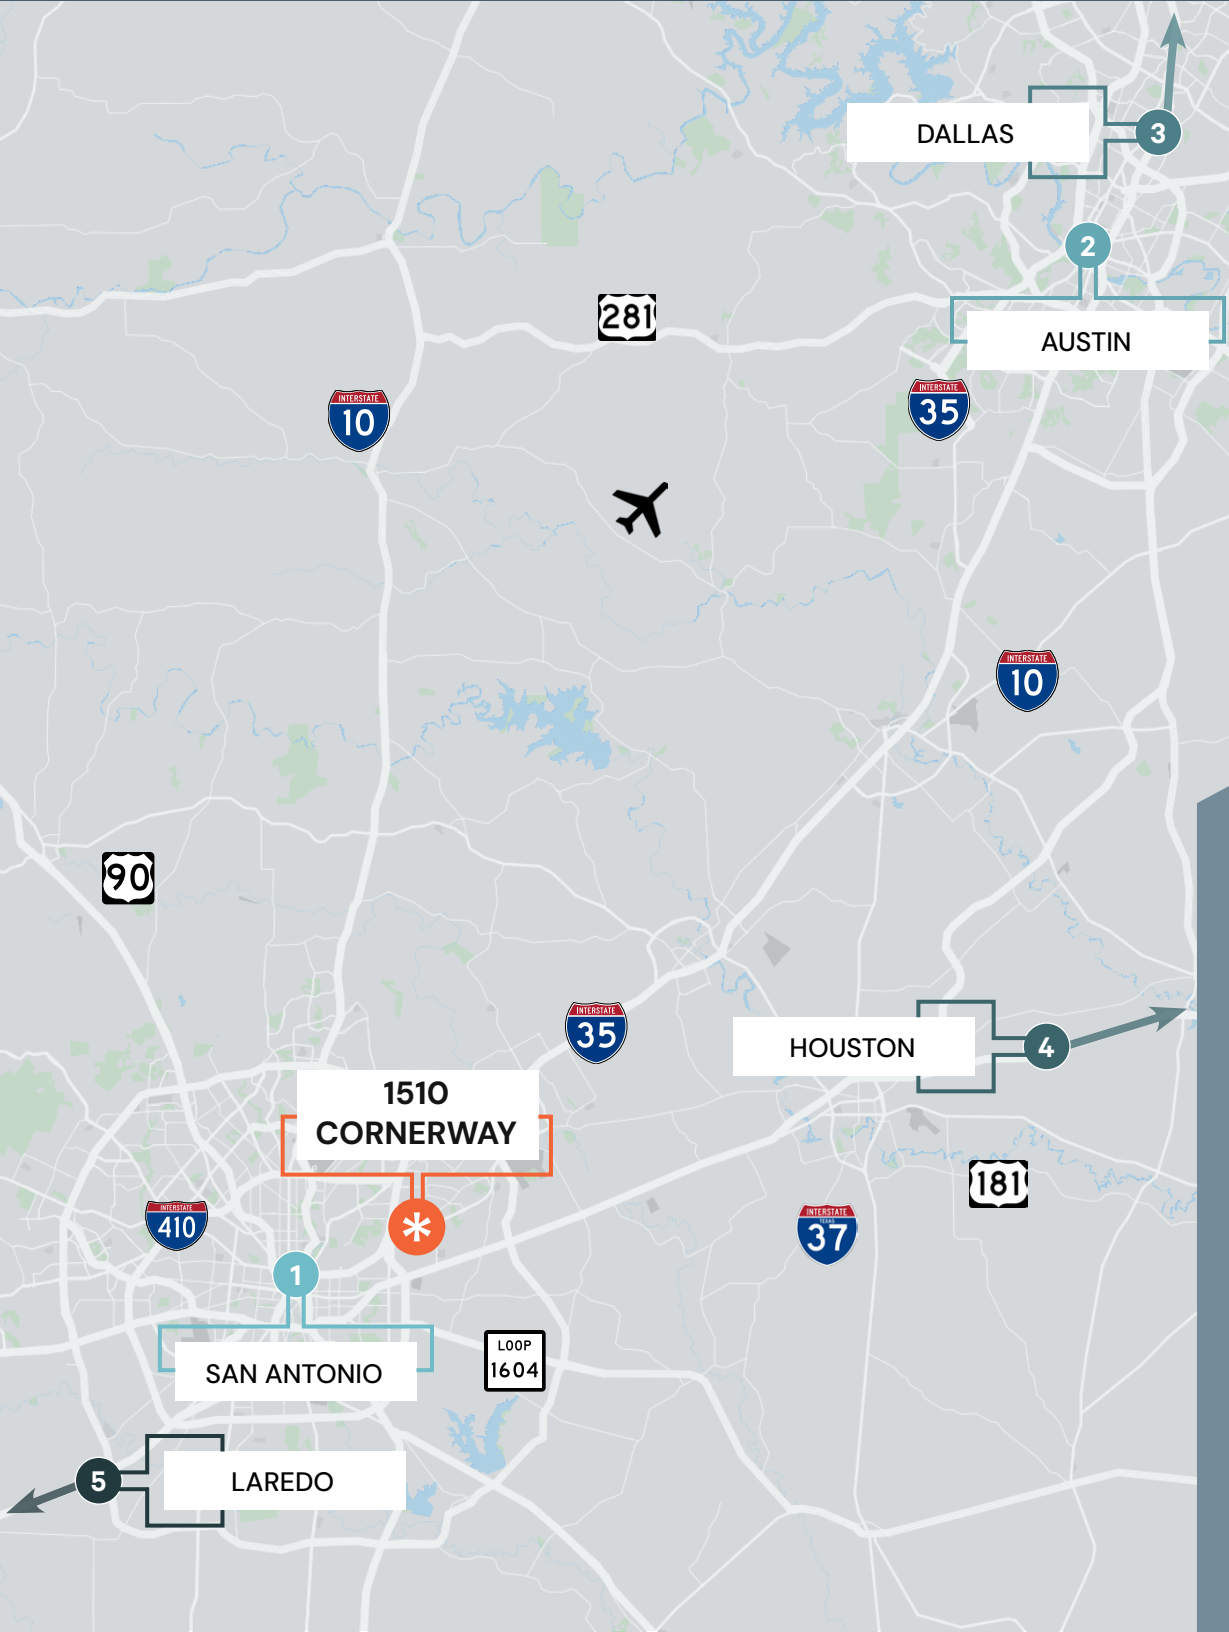 DALLAS
3
2
AUSTIN
281
INTERSTATE
10
INTERSTATE
35
INTERSTATE
10
90
INTERSTATE
35
HOUSTON
4
1510
CORNERWAY
*
181
INTERSTATE
410
INTERSTATE
TEXAS
37
1
SAN ANTONIO
LOOP
1604
5
LAREDO